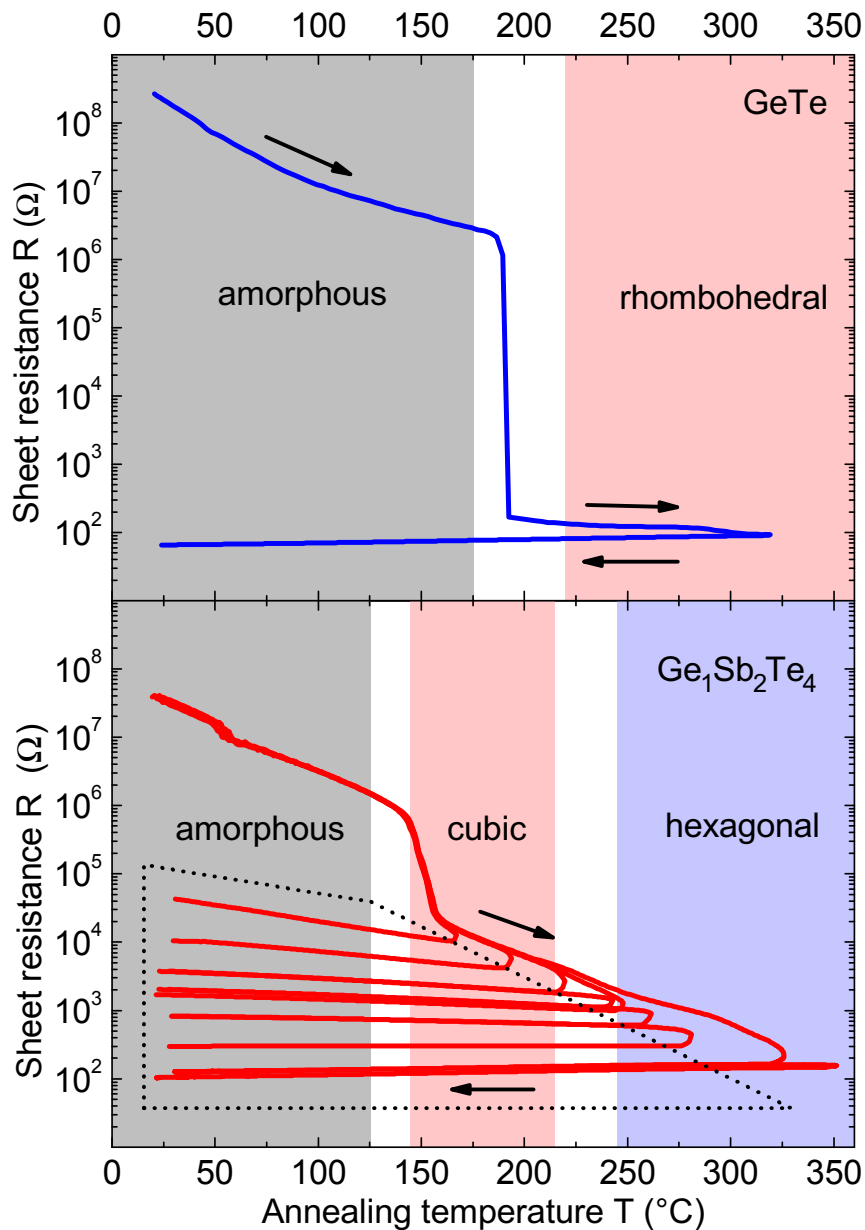 0 50 100 150 200 250 300 350
GeTe
10⁸
10⁷
10⁶
10⁵
10⁴
10³
10²
Sheet resistance R (Ω)
amorphous
rhombohedral
Ge₁Sb₂Te₄
10⁸
10⁷
10⁶
10⁵
10⁴
10³
10²
Sheet resistance R (Ω)
amorphous
cubic
hexagonal
0 50 100 150 200 250 300 350
Annealing temperature T (°C)